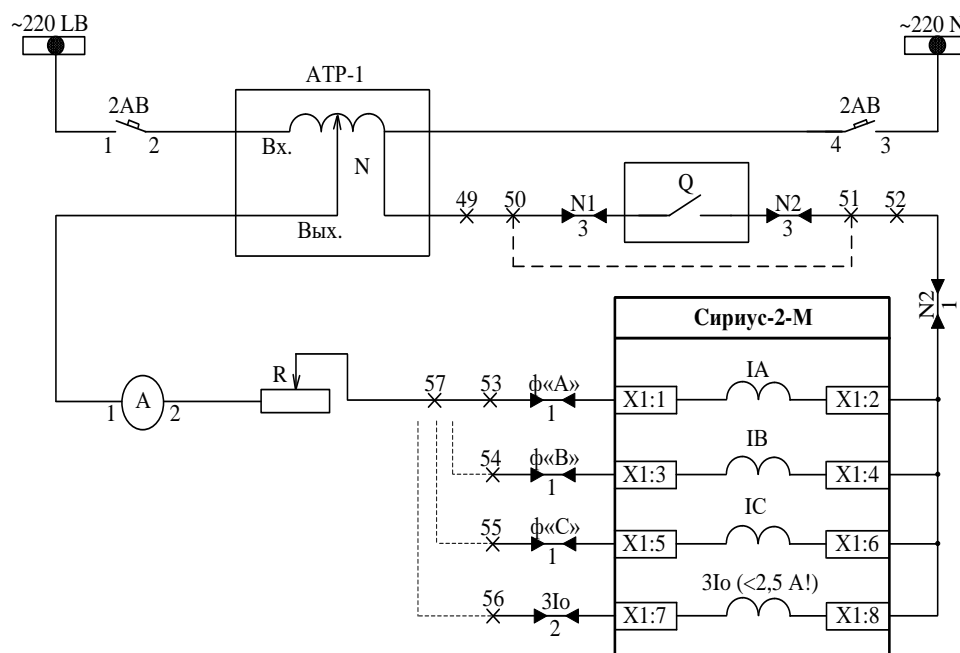 ~220 LB
~220 N
АТР-1
2АВ
2АВ
1
2
Вх.
N
4
3
Вых.
49
50
N1
3
Q
N2
3
51
52
N2
1
Сириус-2-М
R
1
А
2
57
53
ф«А»
1
X1:1
IA
X1:2
54
ф«В»
1
X1:3
IB
X1:4
55
ф«С»
1
X1:5
IC
X1:6
56
3Io
2
X1:7
3Io (<2,5 А!)
X1:8